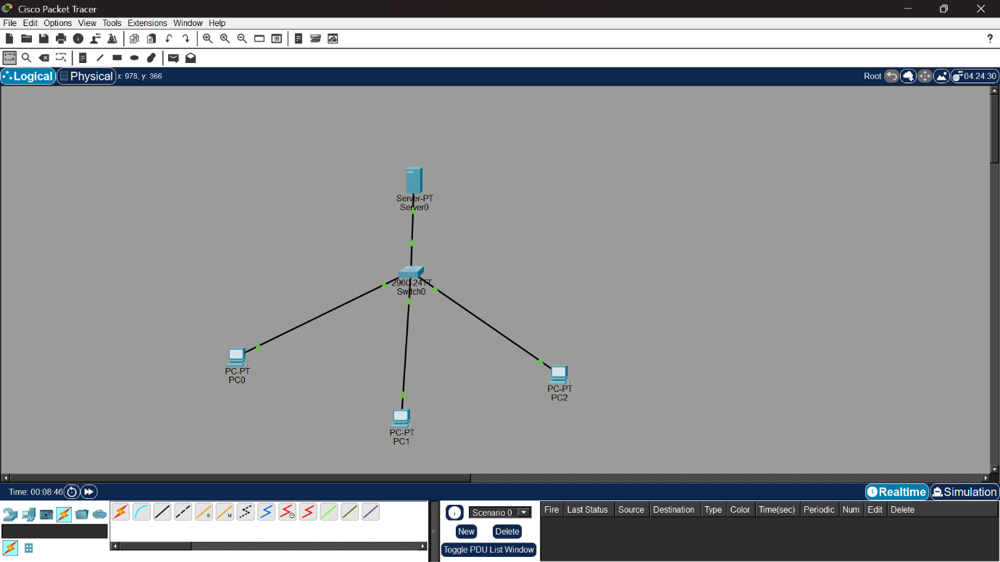 Cisco Packet Tracer
File Edit Options View Tools Extensions Window Help
?
Logical Physical x: 978, y: 366 Root 04:24:30
Server-PT
Server0
2960-24TT
Switch0
PC-PT
PC0
PC-PT
PC2
PC-PT
PC1
Time: 00:08:46 Realtime Simulation
S M
Scenario 0
New Delete
Toggle PDU List Window
Fire Last Status Source Destination Type Color Time(sec) Periodic Num Edit Delete